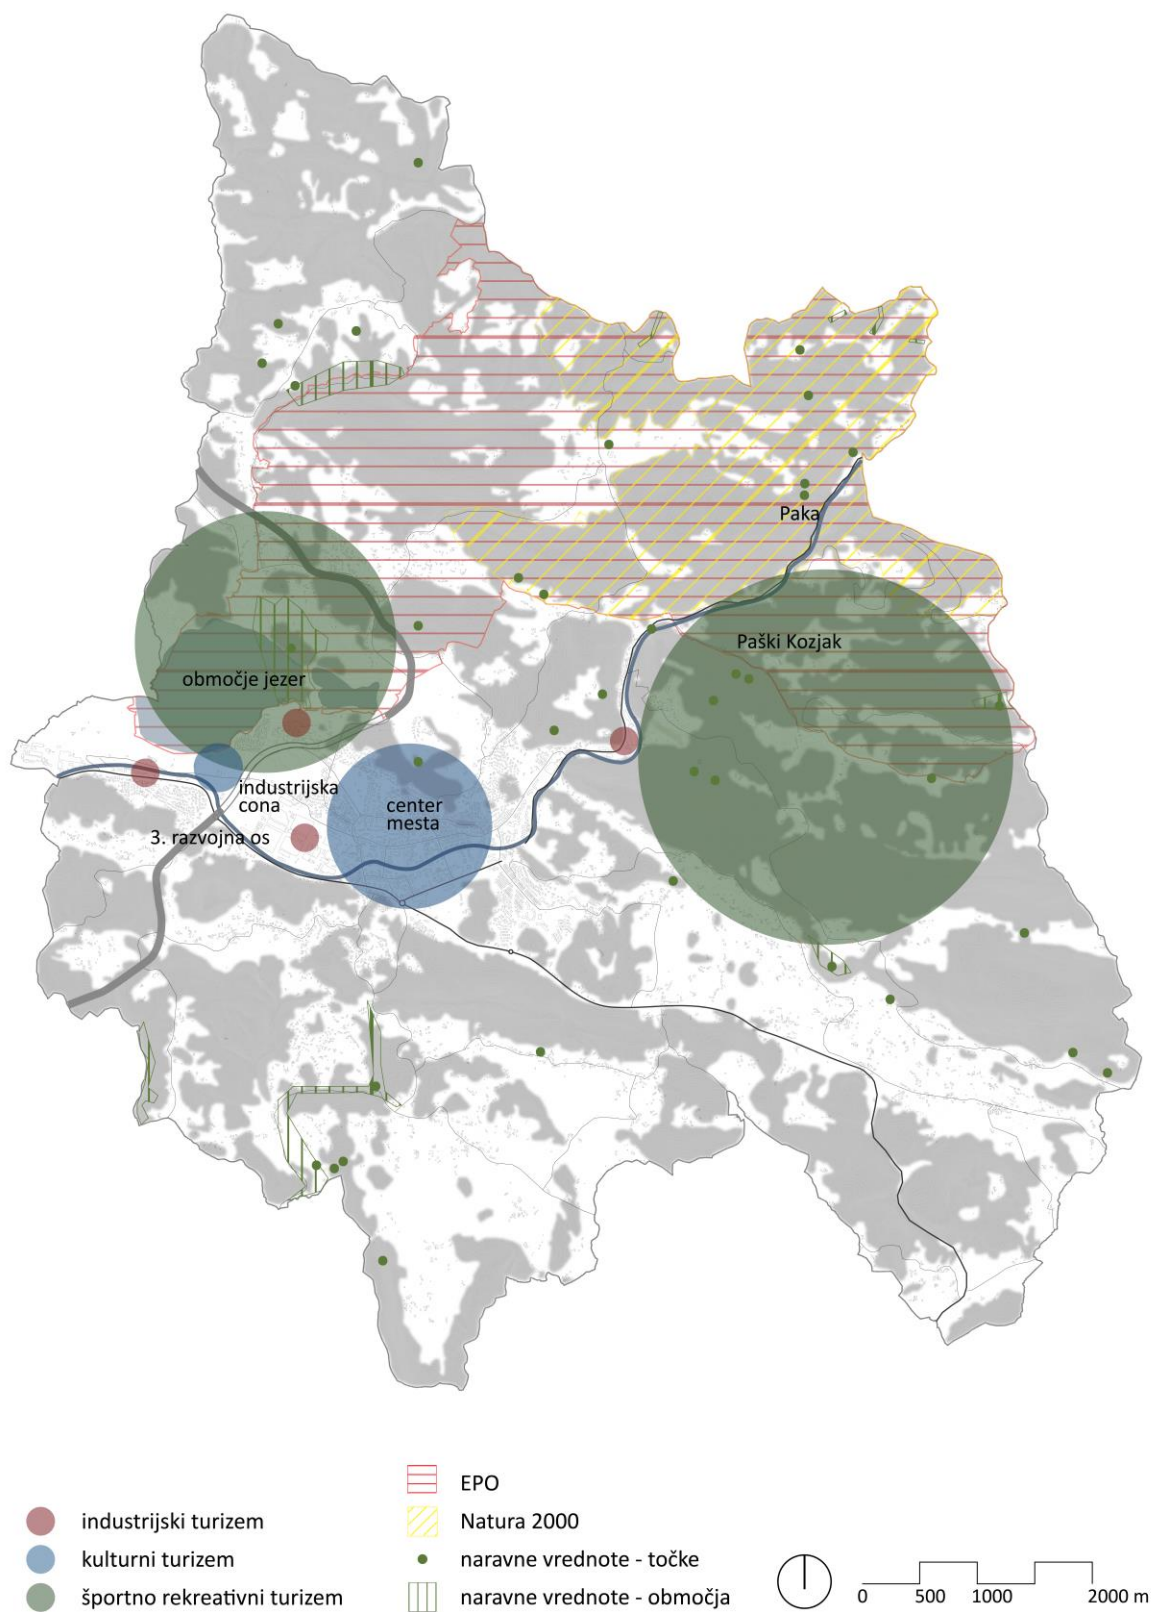 Paka
Paški Kozjak
območje jezer
industrijska
cona
center
mesta
3. razvojna os
EPO
industrijski turizem
Natura 2000
kulturni turizem
naravne vrednote - točke
športno rekreativni turizem
naravne vrednote - območja
0 500 1000 2000 m